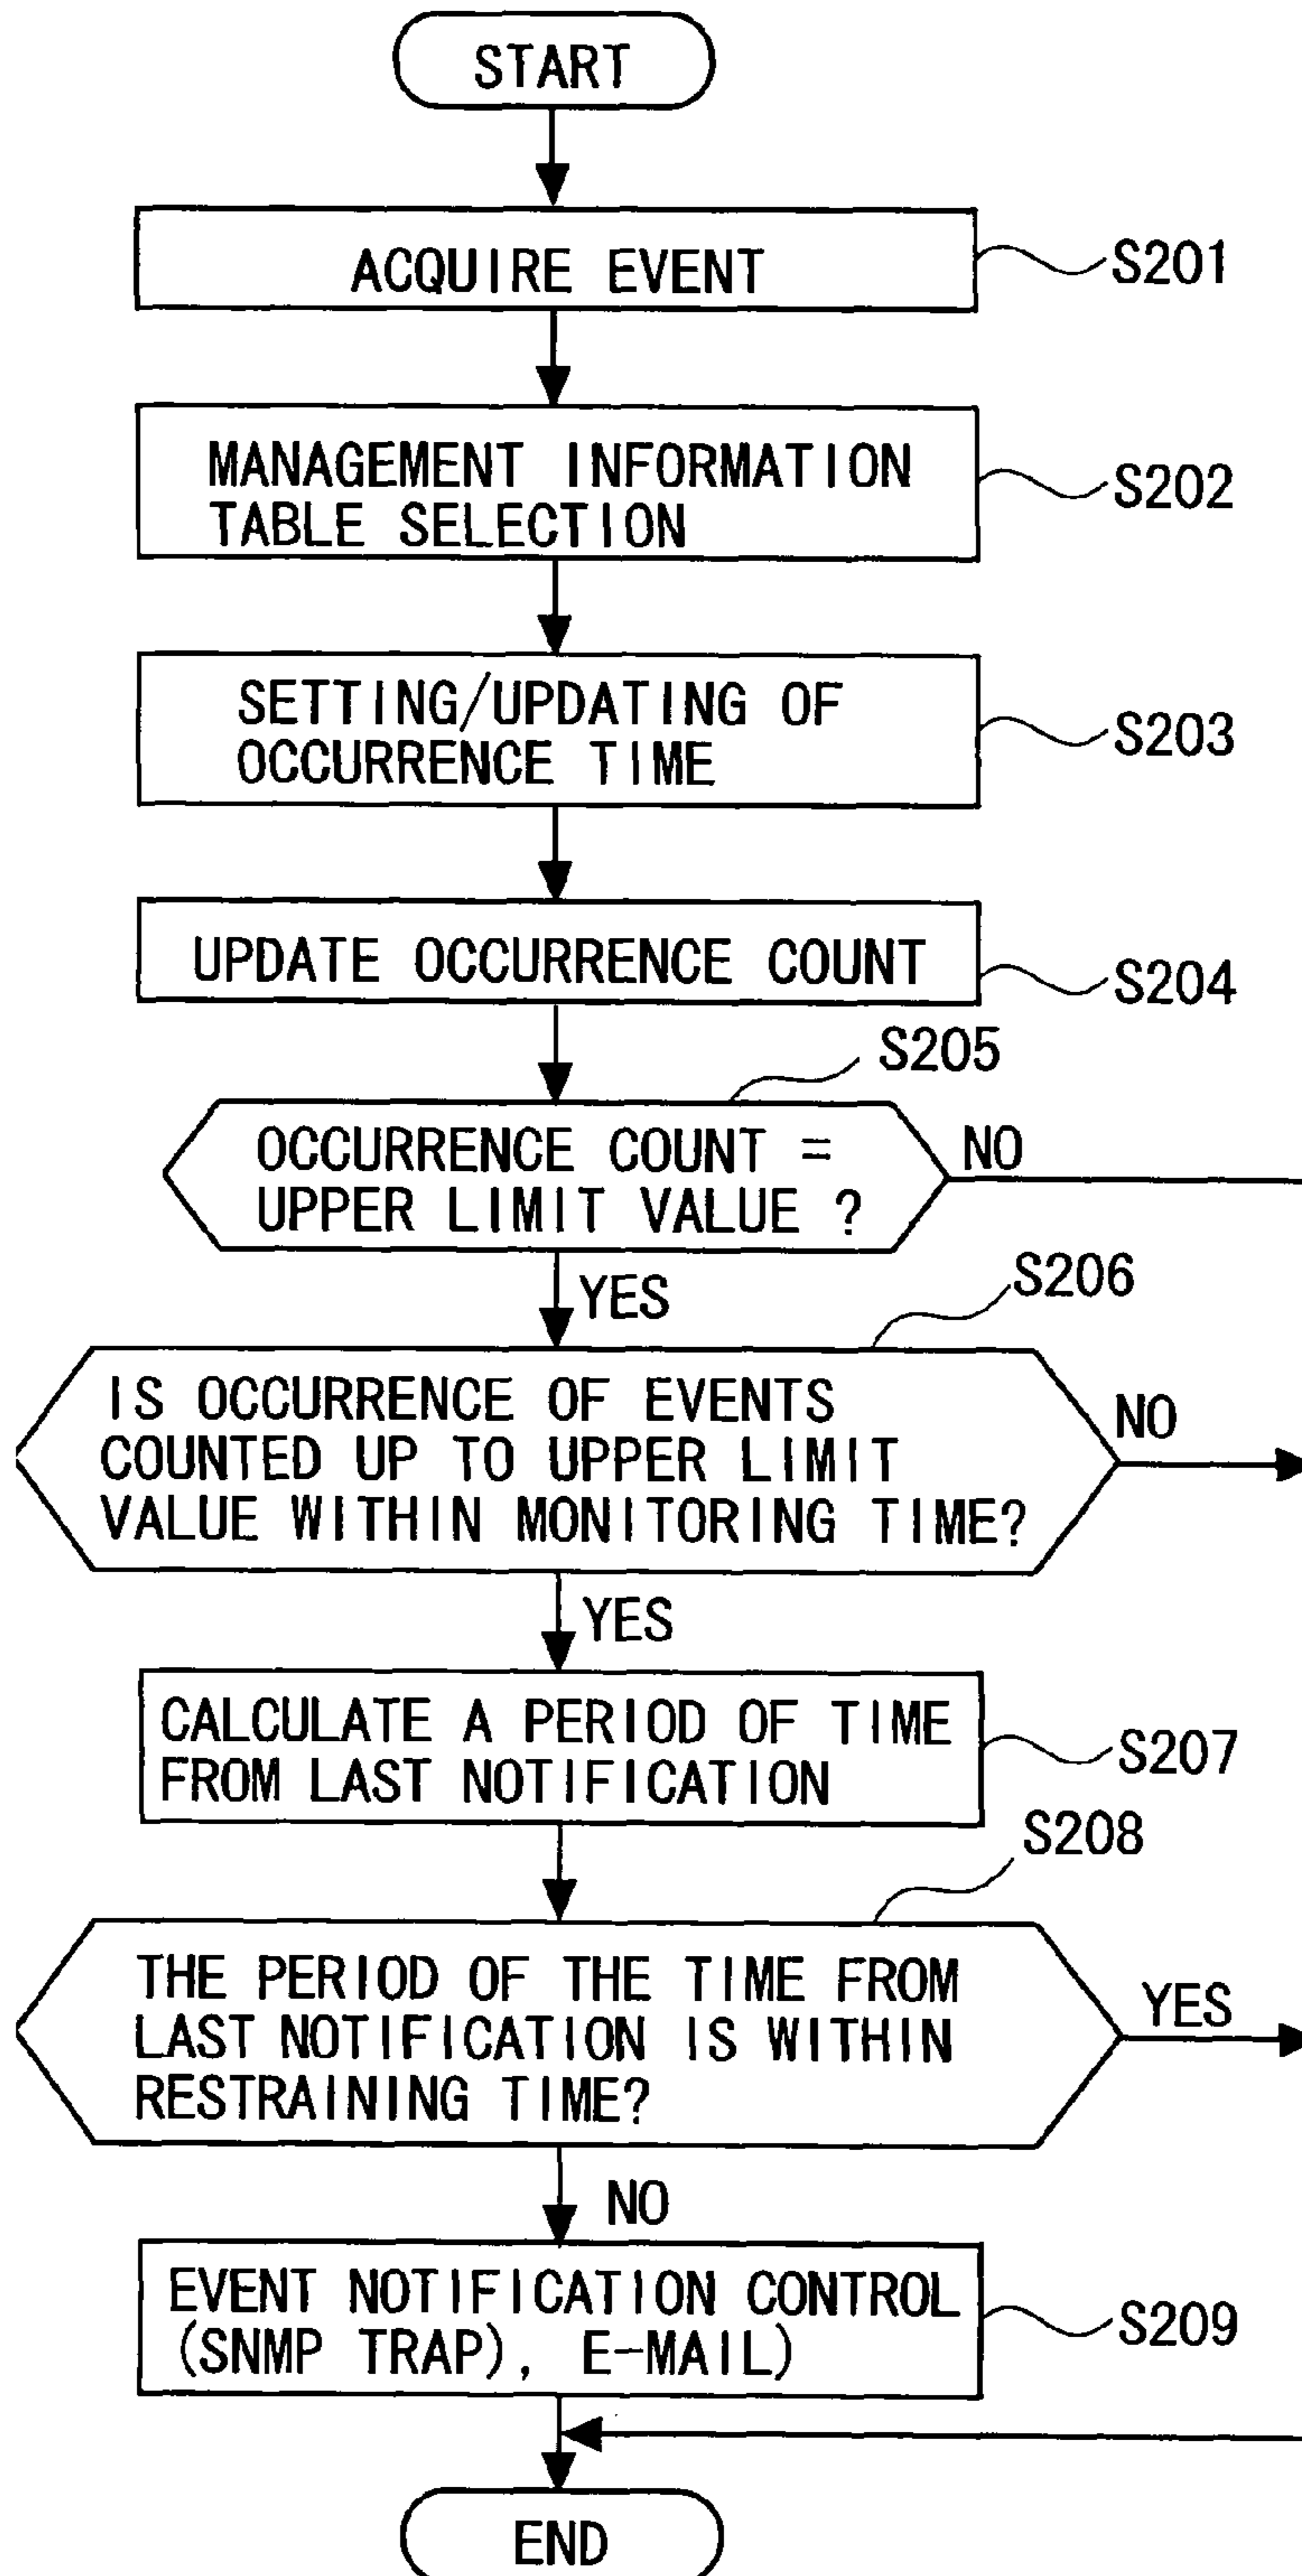 START
ACQUIRE EVENT
S201
MANAGEMENT INFORMATION
TABLE SELECTION
S202
SETTING/UPDATING OF
OCCURRENCE TIME
S203
UPDATE OCCURRENCE COUNT
S204
S205
OCCURRENCE COUNT =
UPPER LIMIT VALUE ?
NO
YES
S206
IS OCCURRENCE OF EVENTS
COUNTED UP TO UPPER LIMIT
VALUE WITHIN MONITORING TIME?
NO
YES
CALCULATE A PERIOD OF TIME
FROM LAST NOTIFICATION
S207
S208
THE PERIOD OF THE TIME FROM
LAST NOTIFICATION IS WITHIN
RESTRAINING TIME?
YES
NO
EVENT NOTIFICATION CONTROL
(SNMP TRAP), E-MAIL)
S209
END